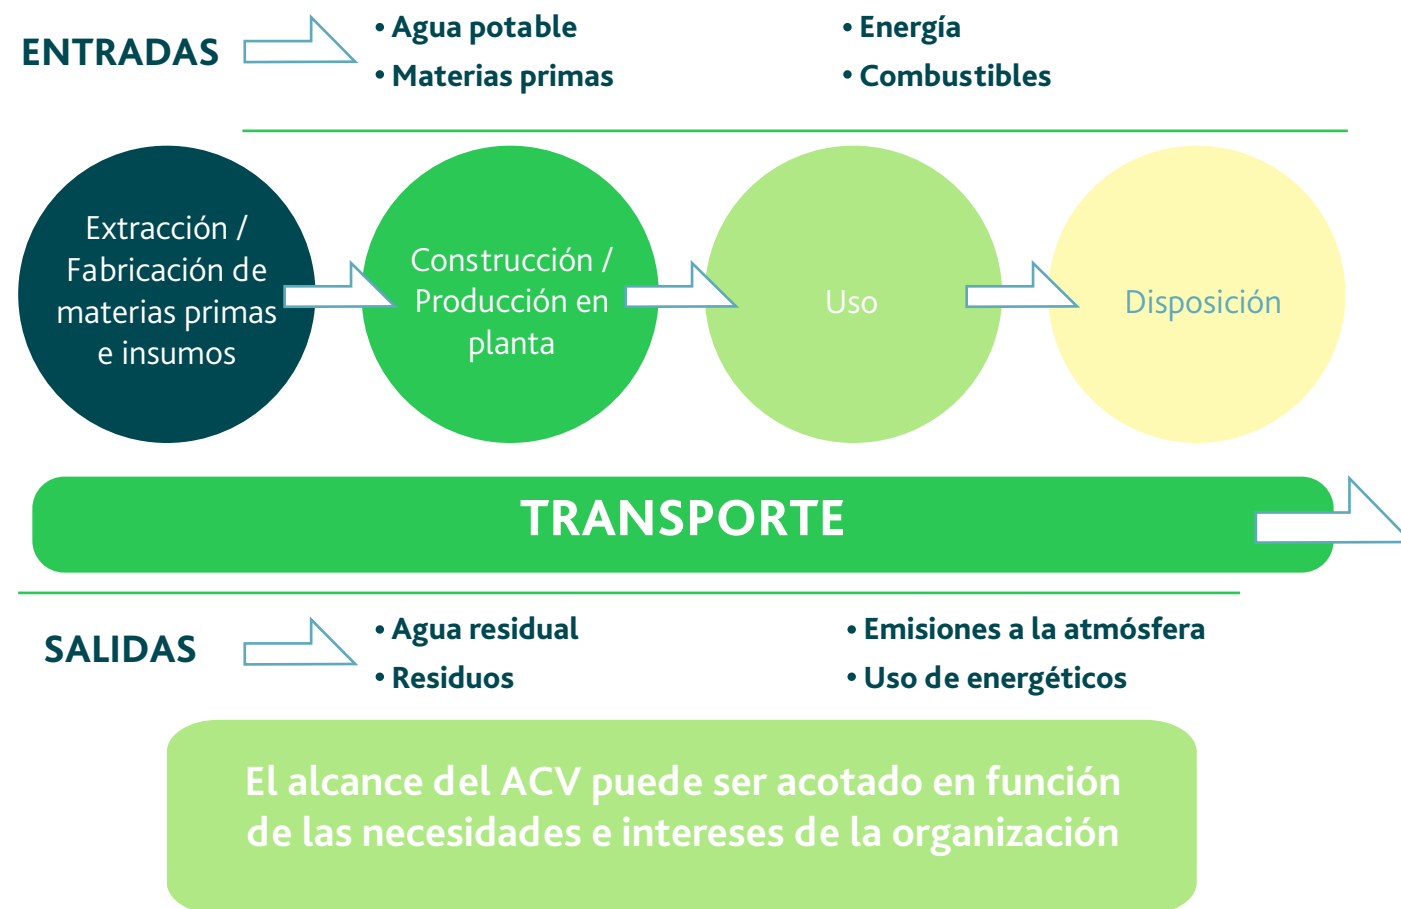 ENTRADAS
• Agua potable
• Materias primas
• Energía
• Combustibles
Extracción /
Fabricación de
materias primas
e insumos
Construcción /
Producción en
planta
Uso
Disposición
TRANSPORTE
SALIDAS
• Agua residual
• Residuos
• Emisiones a la atmósfera
• Uso de energéticos
El alcance del ACV puede ser acotado en función
de las necesidades e intereses de la organización